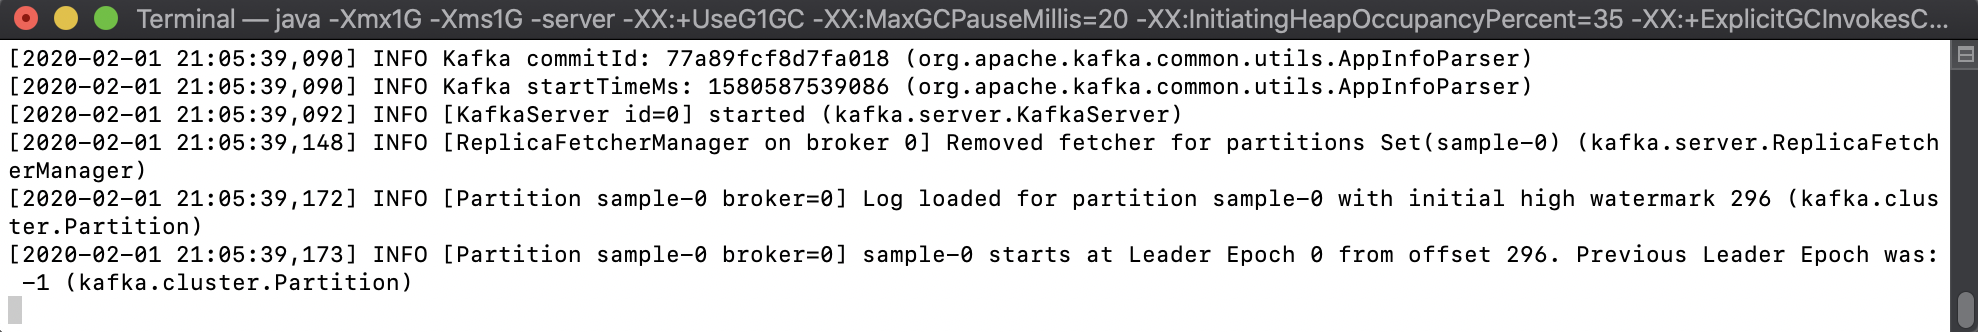 Terminal — java -Xmx1G -Xms1G -server -XX:+UseG1GC -XX:MaxGCPauseMillis=20 -XX:InitiatingHeapOccupancyPercent=35 -XX:+ExplicitGCInvokesC...
[2020-02-01 21:05:39,090] INFO Kafka commitId: 77a89fcf8d7fa018 (org.apache.kafka.common.utils.AppInfoParser)
[2020-02-01 21:05:39,090] INFO Kafka startTimeMs: 1580587539086 (org.apache.kafka.common.utils.AppInfoParser)
[2020-02-01 21:05:39,092] INFO [KafkaServer id=0] started (kafka.server.KafkaServer)
[2020-02-01 21:05:39,148] INFO [ReplicaFetcherManager on broker 0] Removed fetcher for partitions Set(sample-0) (kafka.server.ReplicaFetch
erManager)
[2020-02-01 21:05:39,172] INFO [Partition sample-0 broker=0] Log loaded for partition sample-0 with initial high watermark 296 (kafka.clus
ter.Partition)
[2020-02-01 21:05:39,173] INFO [Partition sample-0 broker=0] sample-0 starts at Leader Epoch 0 from offset 296. Previous Leader Epoch was:
 -1 (kafka.cluster.Partition)